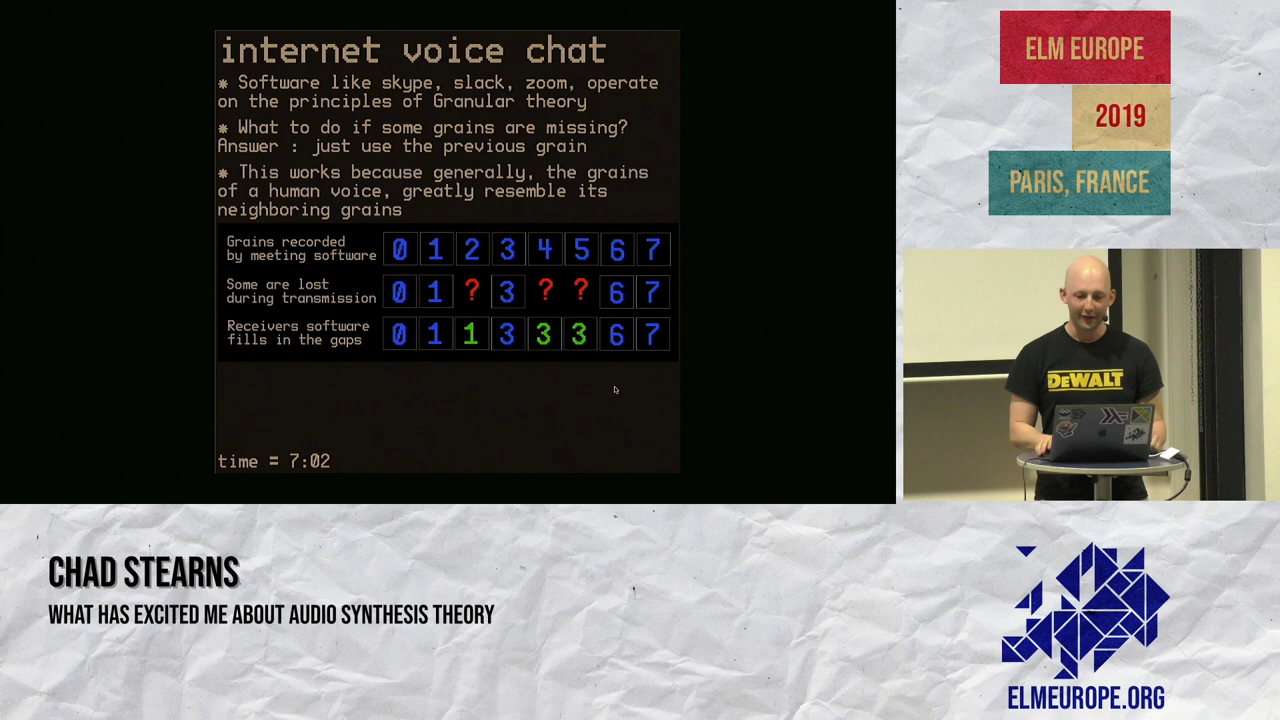 internet voice chat
* Software like skype, slack, zoom, operate
on the principles of Granular theory
* What to do if some grains are missing?
Answer : just use the previous grain
* This works because generally, the grains
of a human voice, greatly resemble its
neighboring grains
Grains recorded
by meeting software
0 1 2 3 4 5 6 7
Some are lost
during transmission
0 1 ? 3 ? ? 6 7
Receivers software
fills in the gaps
0 1 1 3 3 3 6 7
time = 7:02
ELM EUROPE
2019
PARIS, FRANCE
DEWALT
CHAD STEARNS
WHAT HAS EXCITED ME ABOUT AUDIO SYNTHESIS THEORY
ELMEUROPE.ORG